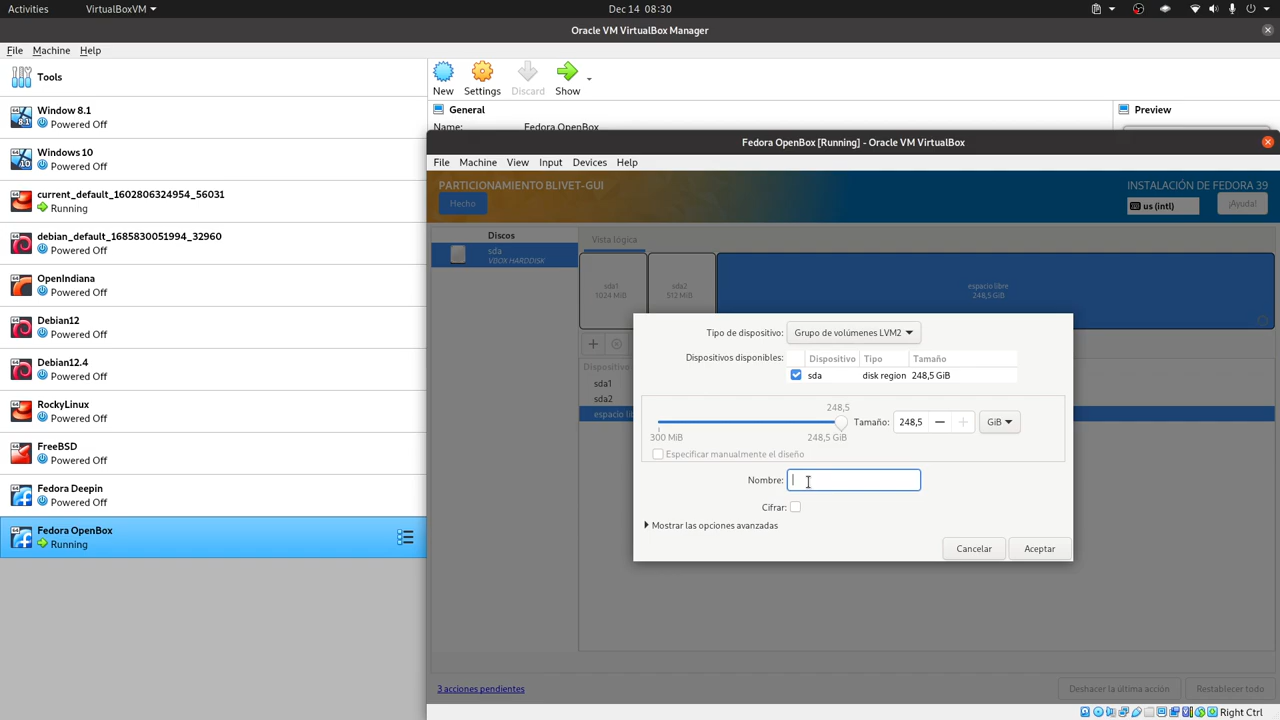 Activities
VirtualBoxVM
Dec 14 08:30
Oracle VM VirtualBox Manager
File Machine Help
Tools
New Settings Discard Show
General
Preview
Name: Fedora OpenBox
Window 8.1
Powered Off
Windows 10
Powered Off
current_default_1602806324954_56031
Running
debian_default_1685830051994_32960
Powered Off
OpenIndiana
Powered Off
Debian12
Powered Off
Debian12.4
Powered Off
RockyLinux
Powered Off
FreeBSD
Powered Off
Fedora Deepin
Powered Off
Fedora OpenBox
Running
Fedora OpenBox [Running] - Oracle VM VirtualBox
File Machine View Input Devices Help
PARTICIONAMIENTO BLIVET-GUI
INSTALACIÓN DE FEDORA 39
Hecho
us (intl)
¡Ayuda!
Discos
sda
VBOX HARDDISK
Vista lógica
sda1
1024 MiB
sda2
512 MiB
espacio libre
248,5 GiB
Dispositivo
sda1
sda2
espacio lib
Tipo de dispositivo: Grupo de volúmenes LVM2
Dispositivos disponibles:
Dispositivo Tipo Tamaño
sda disk region 248,5 GiB
248,5
Tamaño: 248,5 GiB
300 MiB 248,5 GiB
Especificar manualmente el diseño
Nombre:
Cifrar:
Mostrar las opciones avanzadas
Cancelar Aceptar
3 acciones pendientes
Deshacer la última acción
Restablecer todo
Right Ctrl